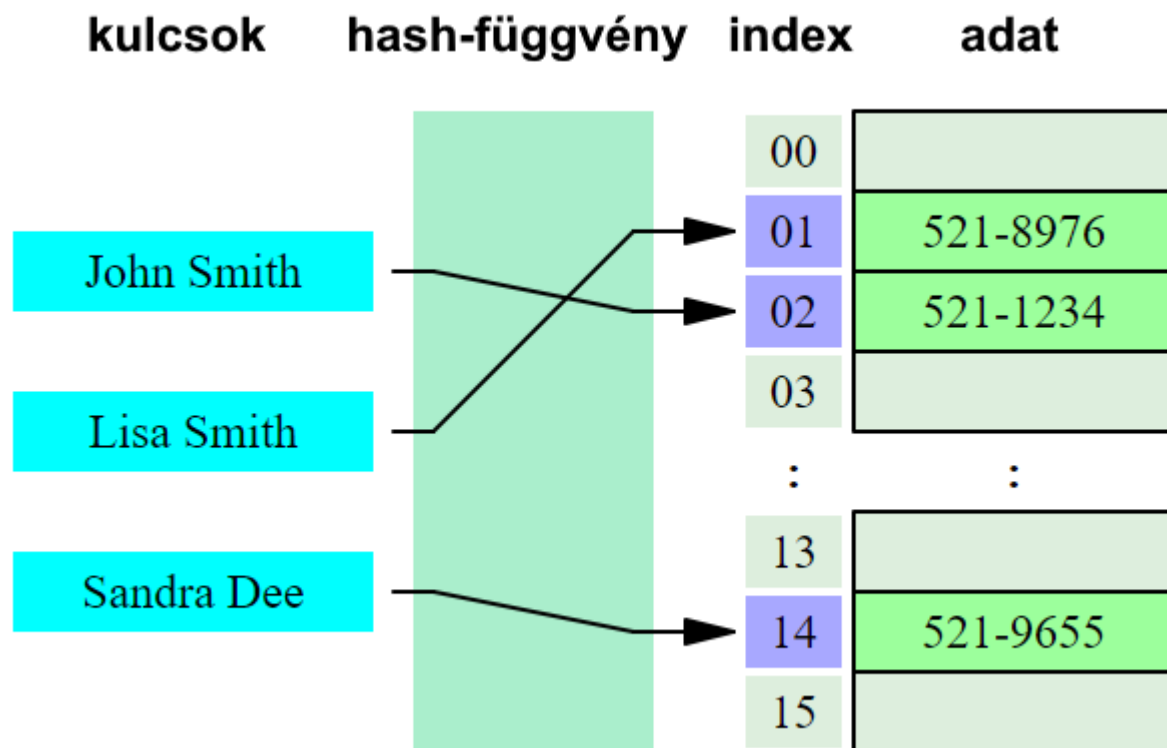 kulcsok hash-függvény index adat
00
01 521-8976
John Smith
02 521-1234
03
Lisa Smith
: :
13
Sandra Dee
14 521-9655
15